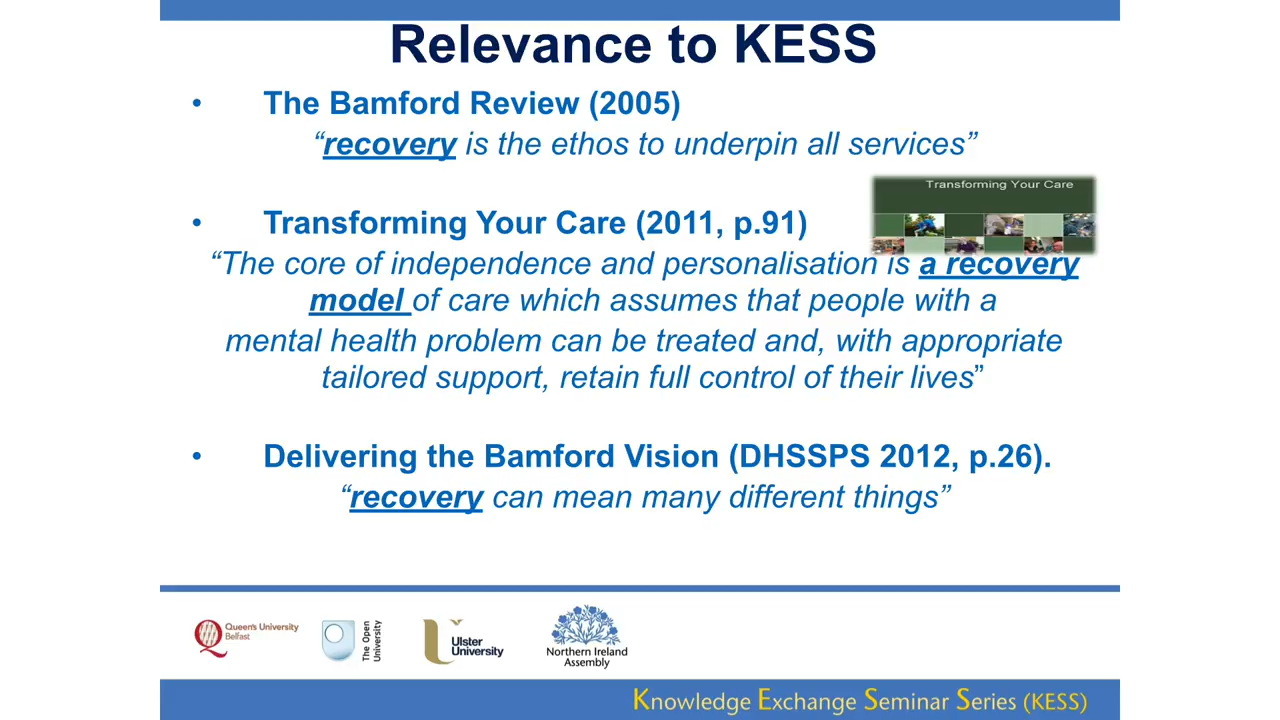 Relevance to KESS
• The Bamford Review (2005)
“recovery is the ethos to underpin all services”
Transforming Your Care
• Transforming Your Care (2011, p.91)
“The core of independence and personalisation is a recovery
model of care which assumes that people with a
mental health problem can be treated and, with appropriate
tailored support, retain full control of their lives”
• Delivering the Bamford Vision (DHSSPS 2012, p.26).
“recovery can mean many different things”
Queen's University
Belfast
The Open
University
Ulster
University
Northern Ireland
Assembly
Knowledge Exchange Seminar Series (KESS)